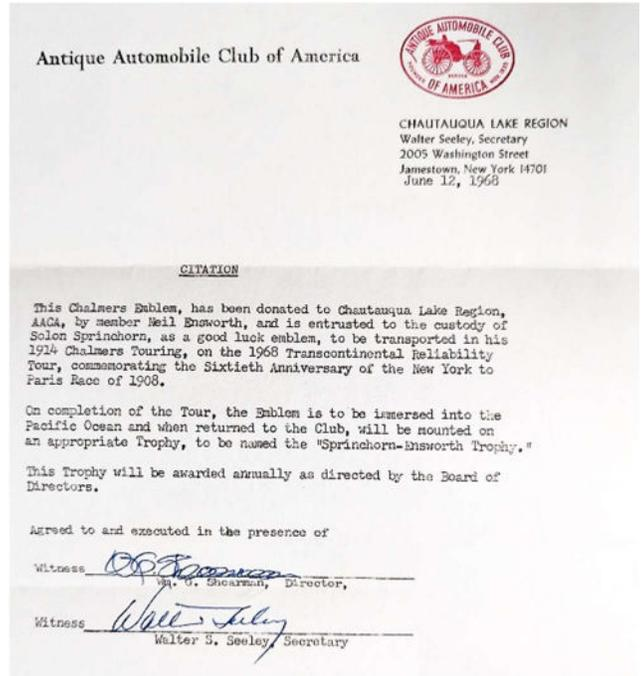 Antique Automobile Club of America
ANTIQUE AUTOMOBILE CLUB
OF AMERICA
CHAUTAUQUA LAKE REGION
Walter Seeley, Secretary
2005 Washington Street
Jamestown, New York 14701
June 12, 1968
CITATION
This Chalmers Emblem, has been donated to Chautauqua Lake Region,
AACA, by member Neil Ensworth, and is entrusted to the custody of
Solon Sprinchorn, as a good luck emblem, to be transported in his
1914 Chalmers Touring, on the 1968 Transcontinental Reliability
Tour, commemorating the Sixtieth Anniversary of the New York to
Paris Race of 1908.
On completion of the Tour, the Emblem is to be immersed into the
Pacific Ocean and when returned to the Club, will be mounted on
an appropriate Trophy, to be named the "Sprinchorn-Ensworth Trophy."
This Trophy will be awarded annually as directed by the Board of
Directors.
Agreed to and executed in the presence of
Witness
Wm. G. Shearman, Director,
Witness Walter Seeley
Walter S. Seeley, Secretary